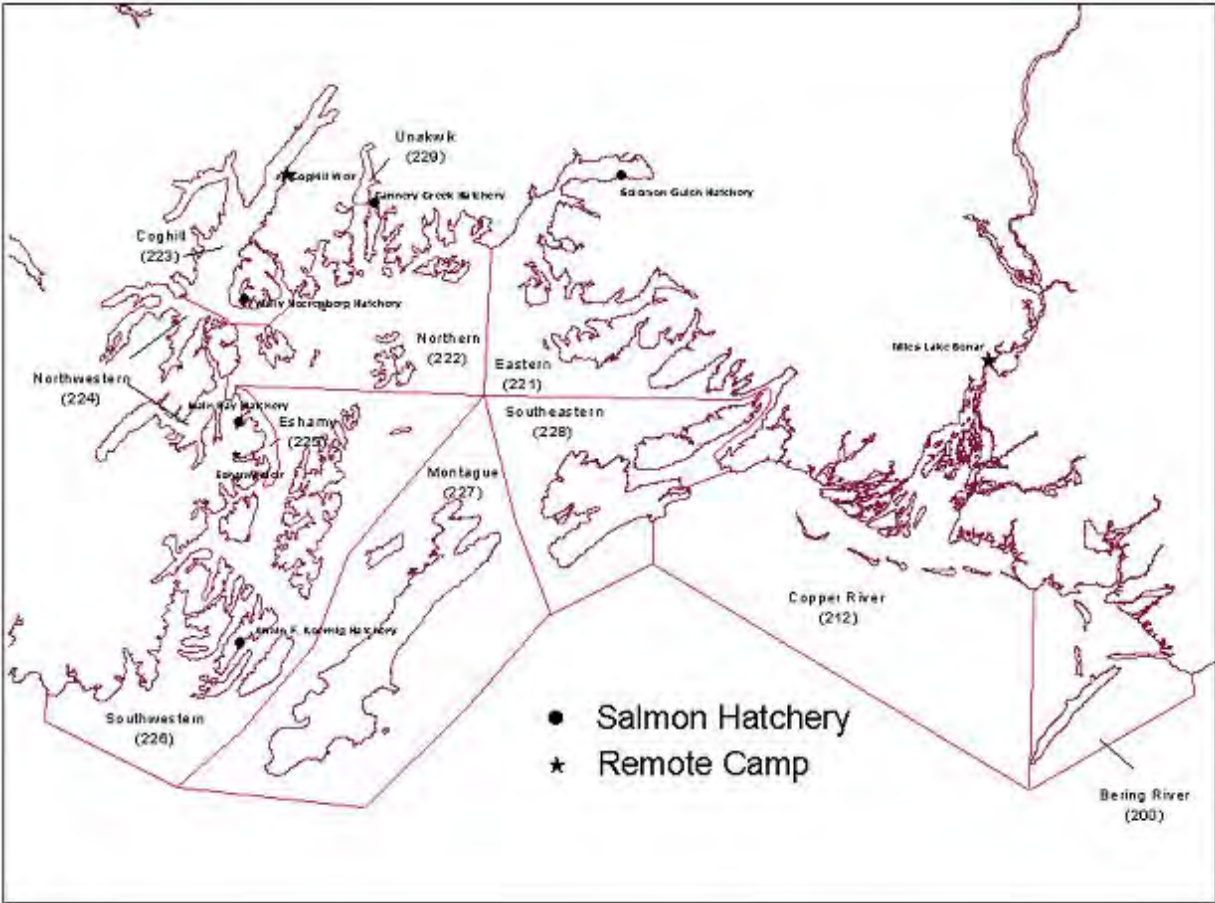 Unakwik
(229)
Coghill Weir
Cannery Creek Hatchery
Solomon Gulch Hatchery
Coghill
(223)
Wally Noerenberg Hatchery
Northern
(222)
Miles Lake Sonar
Eastern
(221)
Northwestern
(224)
Main Bay Hatchery
Southeastern
(228)
Eshamy
(225)
Eshamy Weir
Montague
(227)
Copper River
(212)
Armin F. Koernig Hatchery
Southwestern
(226)
Salmon Hatchery
Remote Camp
Bering River
(200)